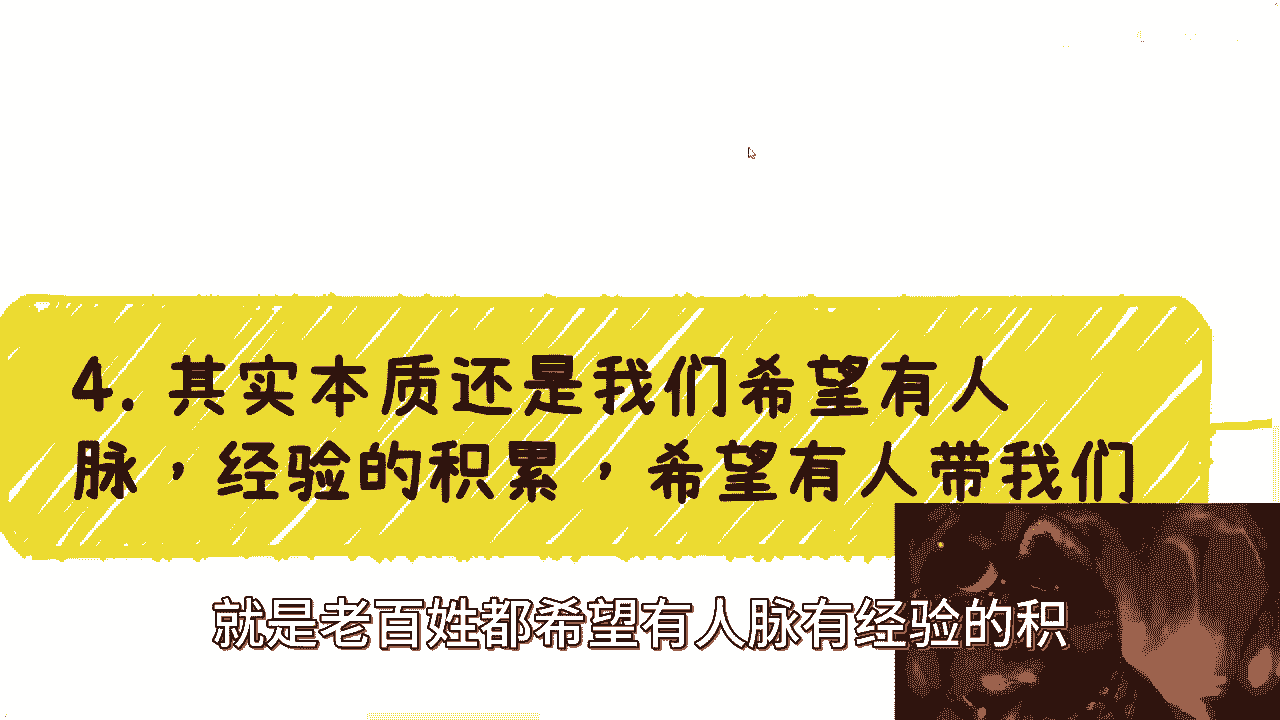 4. 其实本质还是我们希望有人
脉，经验的积累，希望有人带我们
就是老百姓都希望有人脉有经验的积